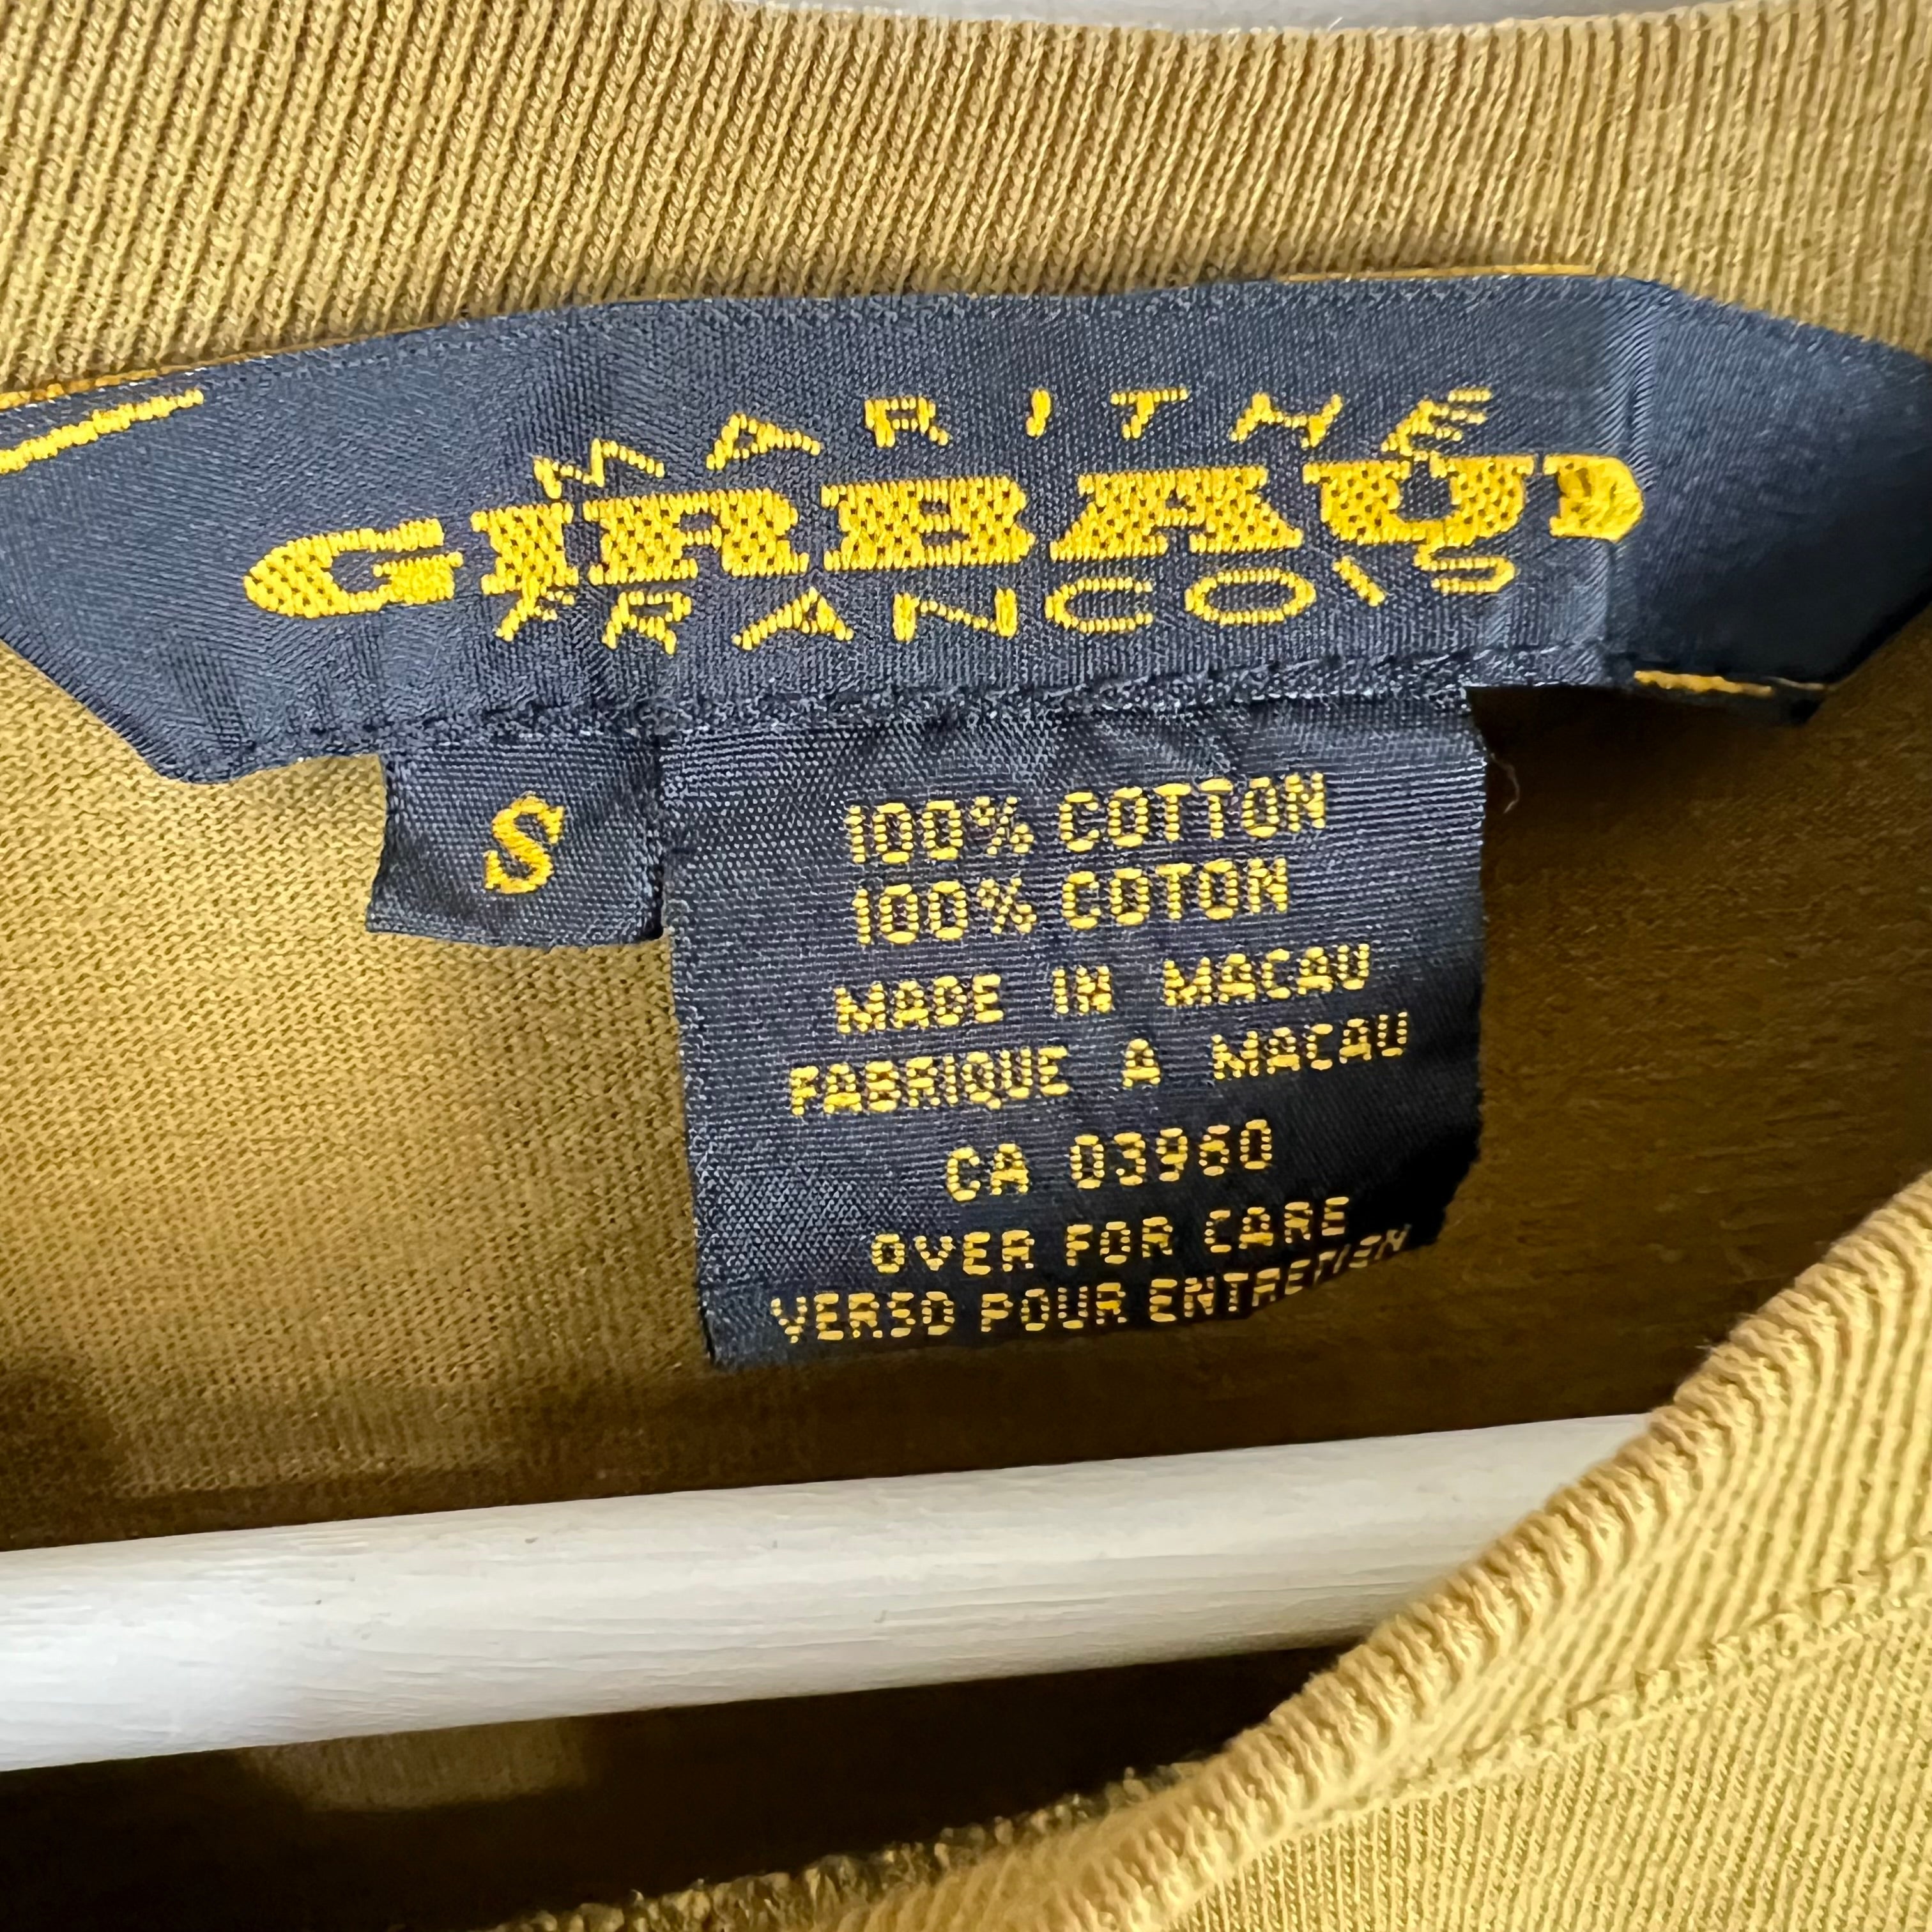 MARITHÉ
GIRBAUD
FRANCOIS
S
100% COTTON
100% COTON
MADE IN MACAU
FABRIQUE A MACAU
CA 03960
OVER FOR CARE
VERSO POUR ENTRETIEN